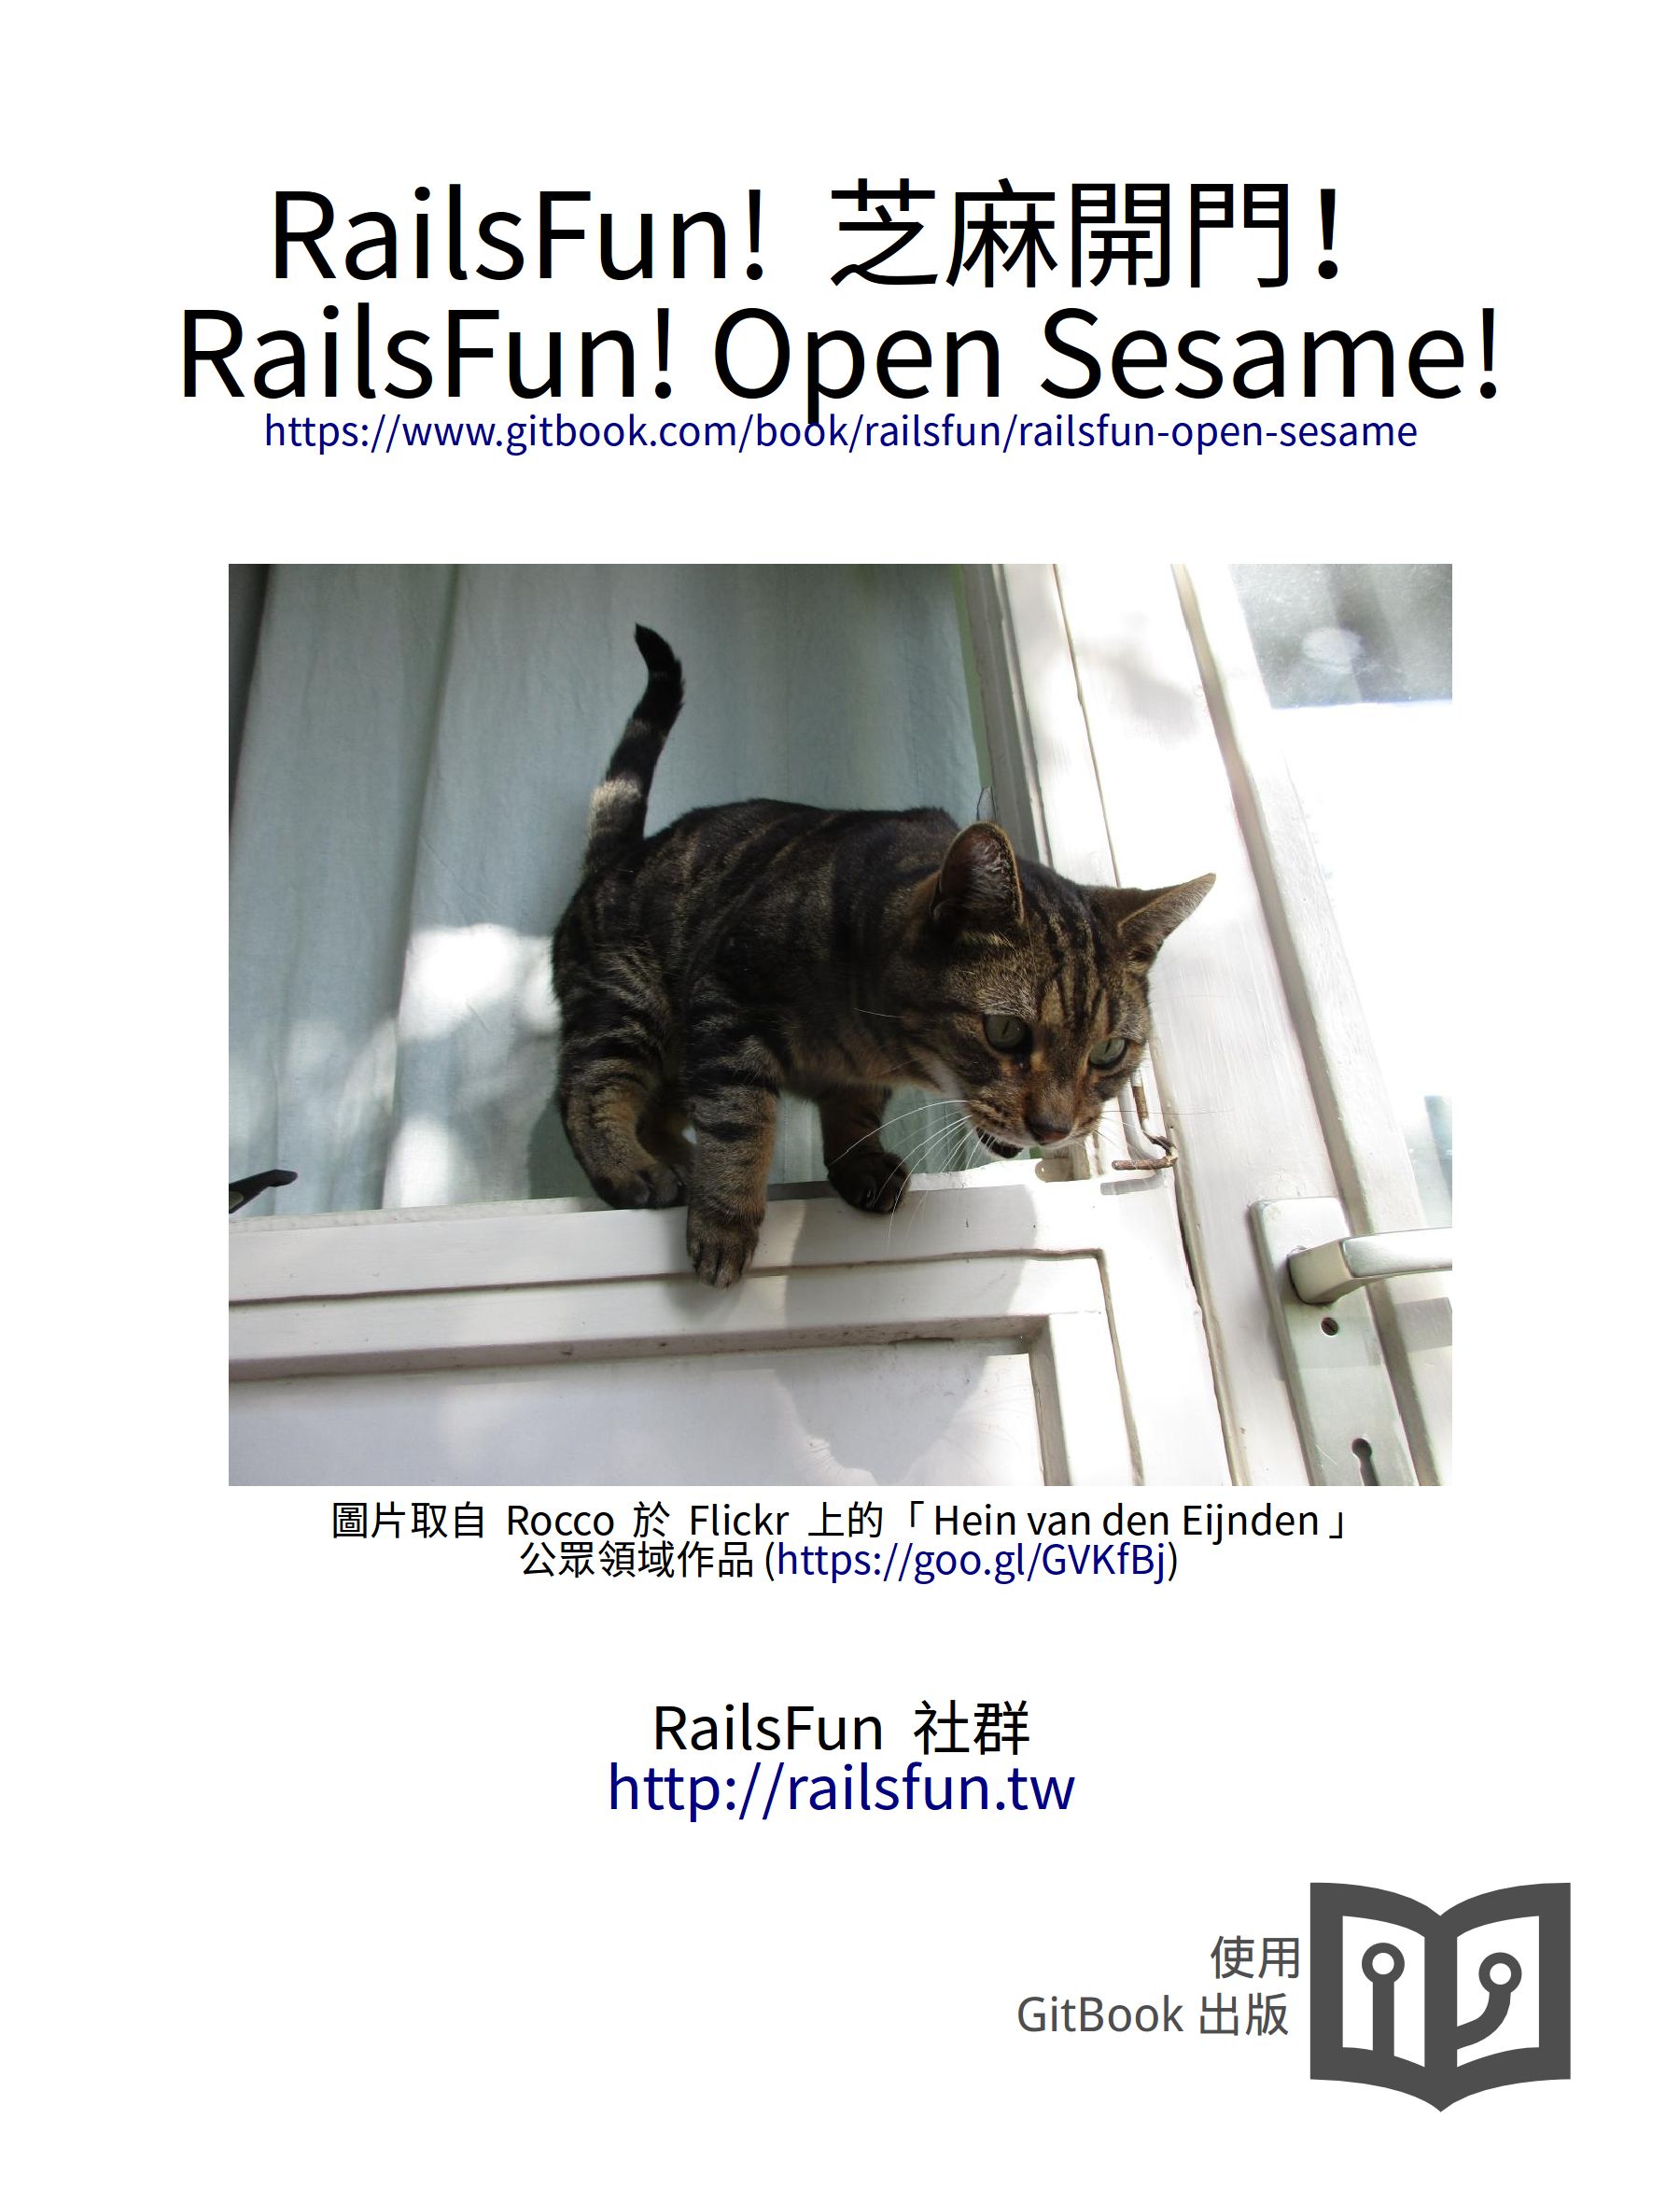 RailsFun! 芝麻開門！
RailsFun! Open Sesame!
https://www.gitbook.com/book/railsfun/railsfun-open-sesame
圖片取自 Rocco 於 Flickr 上的「Hein van den Eijnden」
公眾領域作品 (https://goo.gl/GVKfBj)
RailsFun 社群
http://railsfun.tw
使用
GitBook 出版